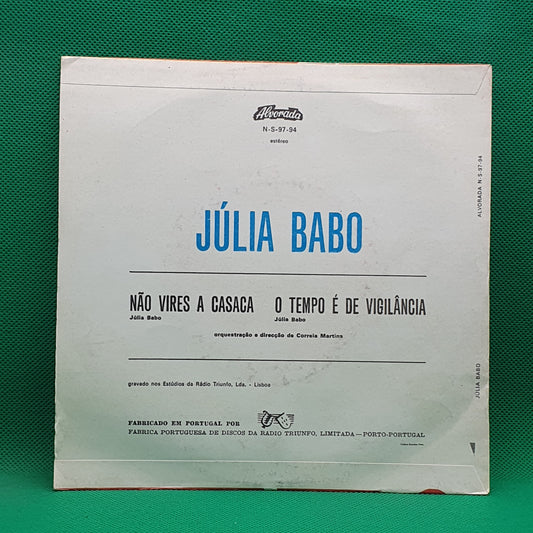 Alvorada
N-S-97-94
estéreo
JÚLIA BABO
NÃO VIRES A CASACA
Júlia Babo
O TEMPO É DE VIGILÂNCIA
Júlia Babo
orquestração e direcção de Correia Martins
gravado nos Estúdios da Rádio Triunfo, Lda. - Lisboa
FABRICADO EM PORTUGAL POR
FABRICA PORTUGUESA DE DISCOS DA RADIO TRIUNFO, LIMITADA — PORTO-PORTUGAL
ALVORADA N-S-97-94
JÚLIA BABO